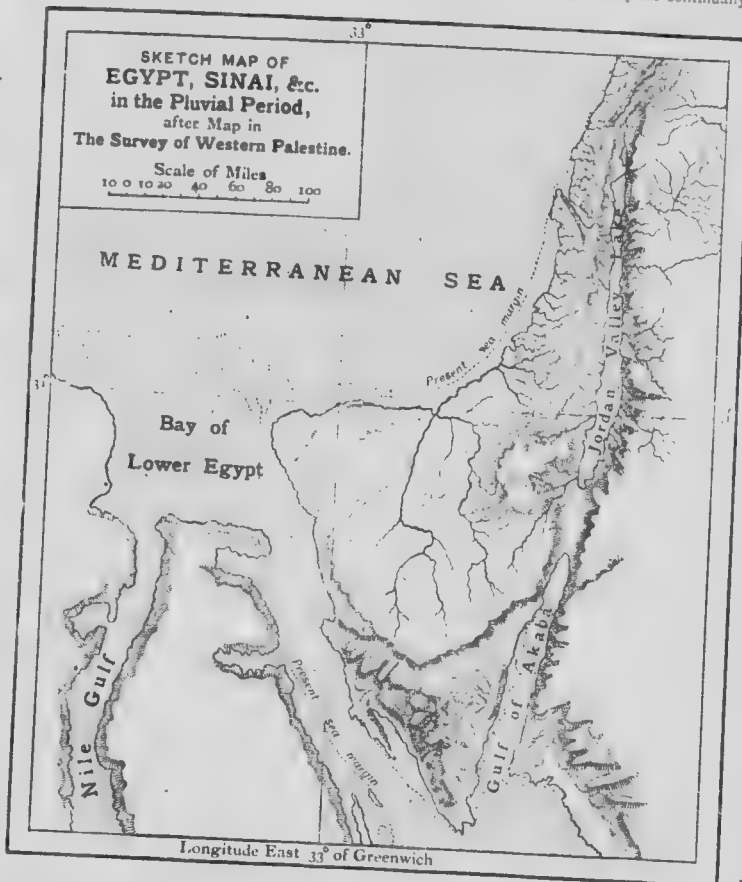 continually
33°
SKETCH MAP OF
EGYPT, SINAI, &c.
in the Pluvial Period,
after Map in
The Survey of Western Palestine.
Scale of Miles
10 0 10 20 40 60 80 100
MEDITERRANEAN SEA
Present sea margin
Jordan Valley Lake
31°
Bay of
Lower Egypt
Nile Gulf
Present sea margin
Gulf of Akaba
Longitude East 33° of Greenwich